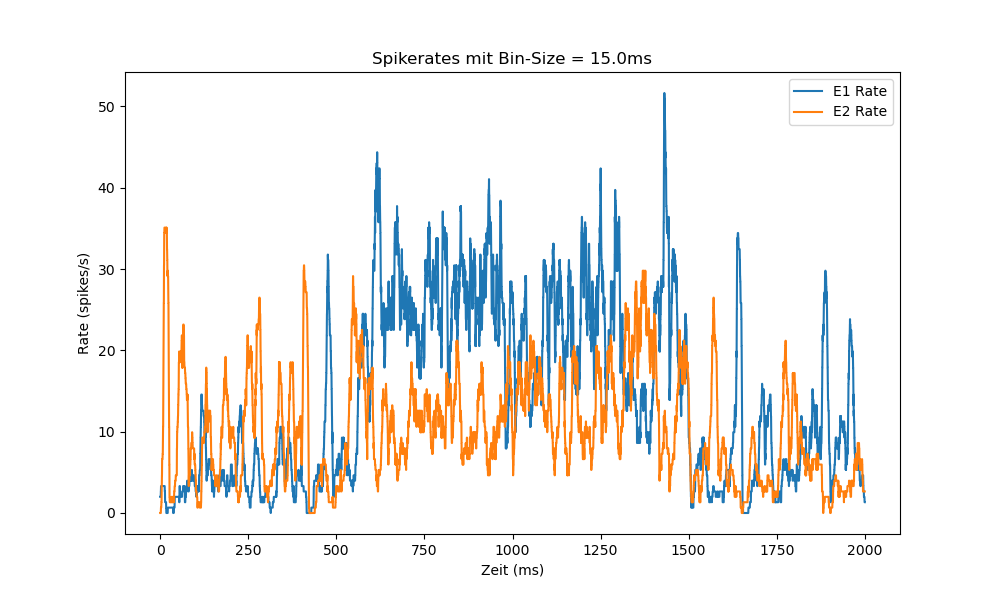 Spikerates mit Bin-Size = 15.0ms
E1 Rate
E2 Rate
Rate (spikes/s)
50
40
30
20
10
0
0 250 500 750 1000 1250 1500 1750 2000
Zeit (ms)